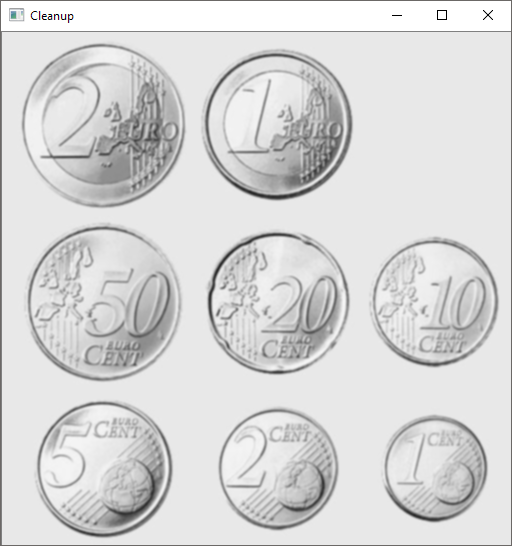 Cleanup
2 EURO
1 EURO
50 EURO CENT
20 EURO CENT
10 EURO CENT
5 EURO CENT
2 EURO CENT
1 EURO CENT